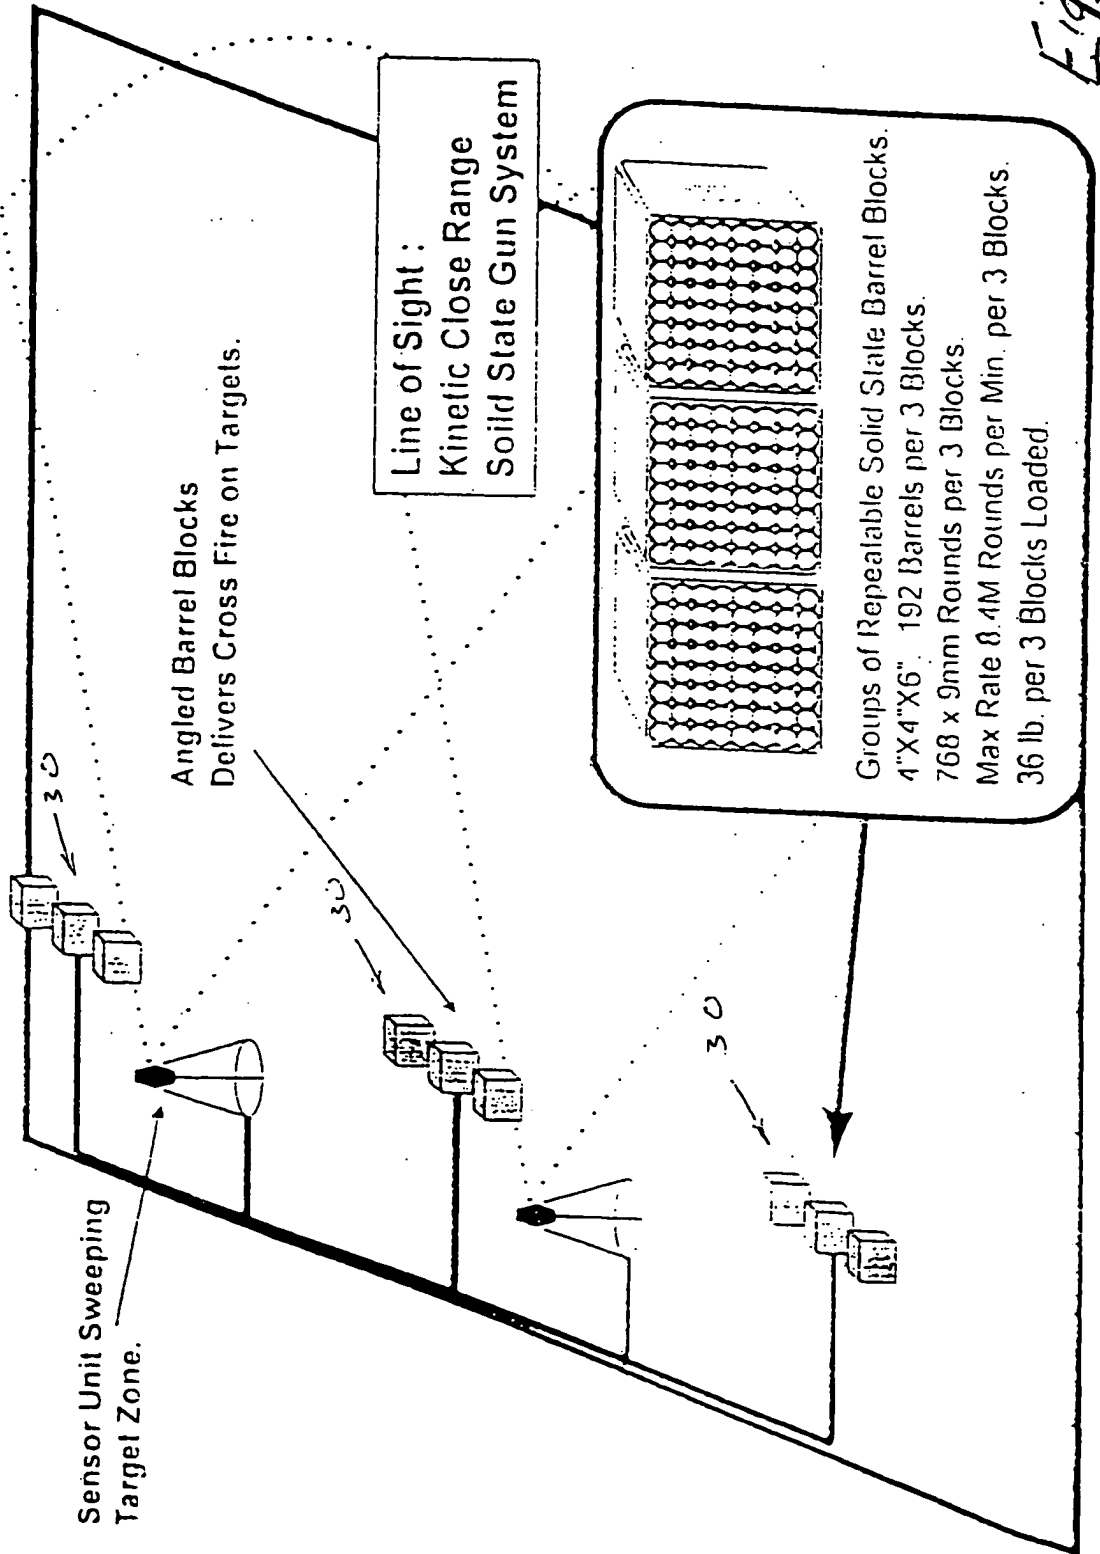 Sensor Unit Sweeping
Target Zone.
30
Angled Barrel Blocks
Delivers Cross Fire on Targets.
30
30
Line of Sight :
Kinetic Close Range
Soild State Gun System
Groups of Repeatable Solid State Barrel Blocks.
4"X4"X6". 192 Barrels per 3 Blocks.
768 x 9mm Rounds per 3 Blocks.
Max Rate 8.4M Rounds per Min. per 3 Blocks.
36 lb. per 3 Blocks Loaded.